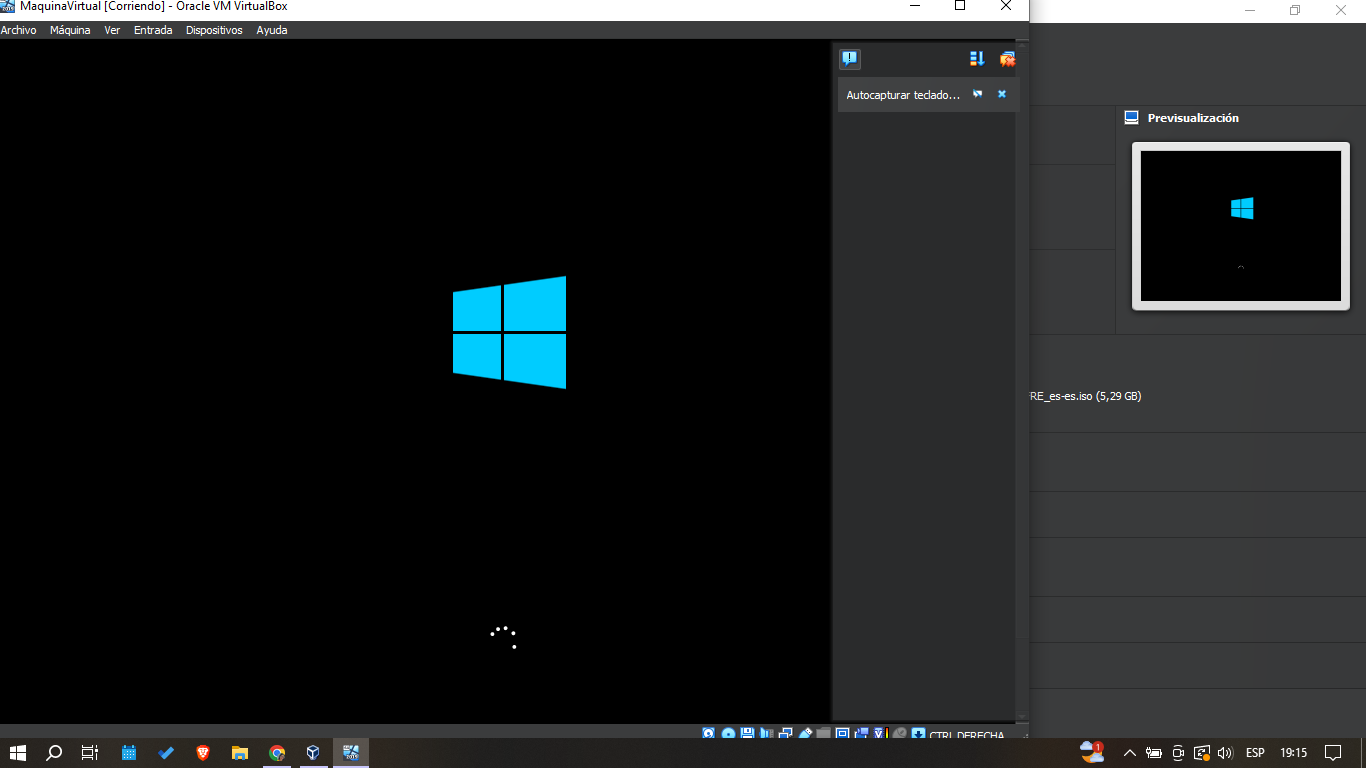 MaquinaVirtual [Corriendo] - Oracle VM VirtualBox
Archivo Máquina Ver Entrada Dispositivos Ayuda
Autocapturar teclado...
Previsualización
RE_es-es.iso (5,29 GB)
CTRL DERECHA
1
ESP 19:15